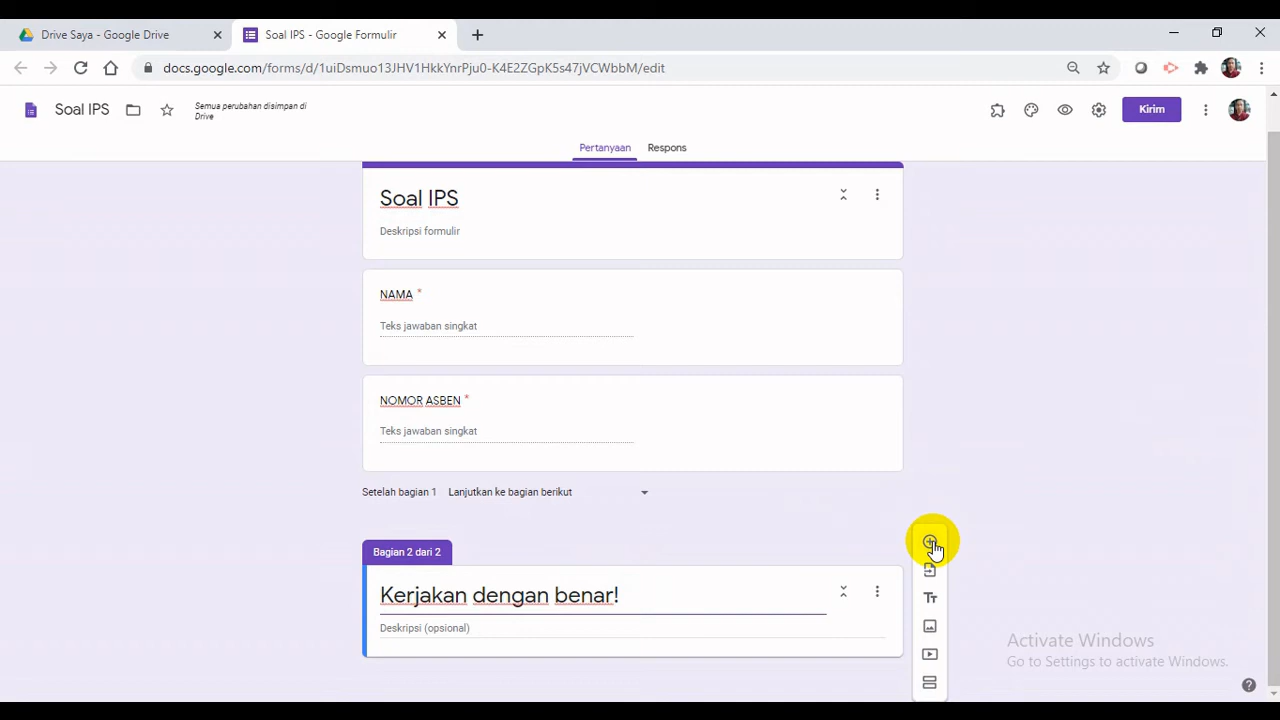 Drive Saya - Google Drive
Soal IPS - Google Formulir
docs.google.com/forms/d/1uiDsmuo13JHV1HkkYnrPju0-K4E2ZGpK5s47jVCWbbM/edit
Soal IPS
Semua perubahan disimpan di
Drive
Kirim
Pertanyaan
Respons
Soal IPS
Deskripsi formulir
NAMA *
Teks jawaban singkat
NOMOR ASBEN *
Teks jawaban singkat
Setelah bagian 1
Lanjutkan ke bagian berikut
Bagian 2 dari 2
Kerjakan dengan benar!
Deskripsi (opsional)
Tт
Activate Windows
Go to Settings to activate Windows.